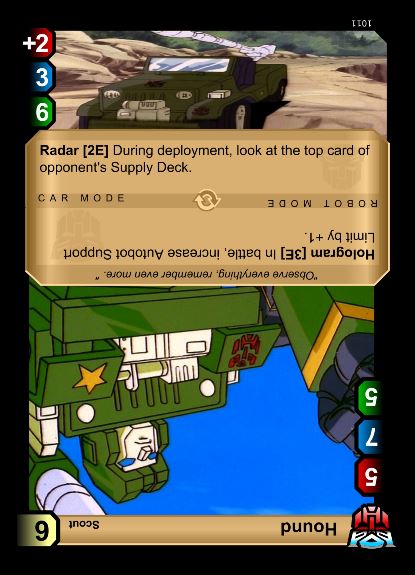 1011
+2
3
6
Radar [2E] During deployment, look at the top card of
opponent's Supply Deck.
CAR MODE
3
ROBOT MODE
Hologram [3E] In battle, increase Autobot Support
Limit by +1.
"Observe everything, remember even more. "
5
7
5
Hound
Scout